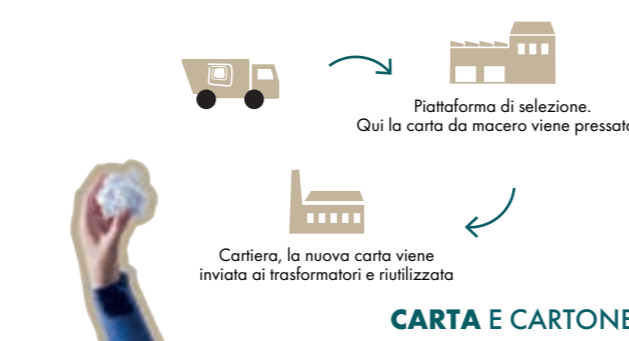 Piattaforma di selezione.
Qui la carta da macero viene pressata
Cartiera, la nuova carta viene
inviata ai trasformatori e riutilizzata
CARTA E CARTONE